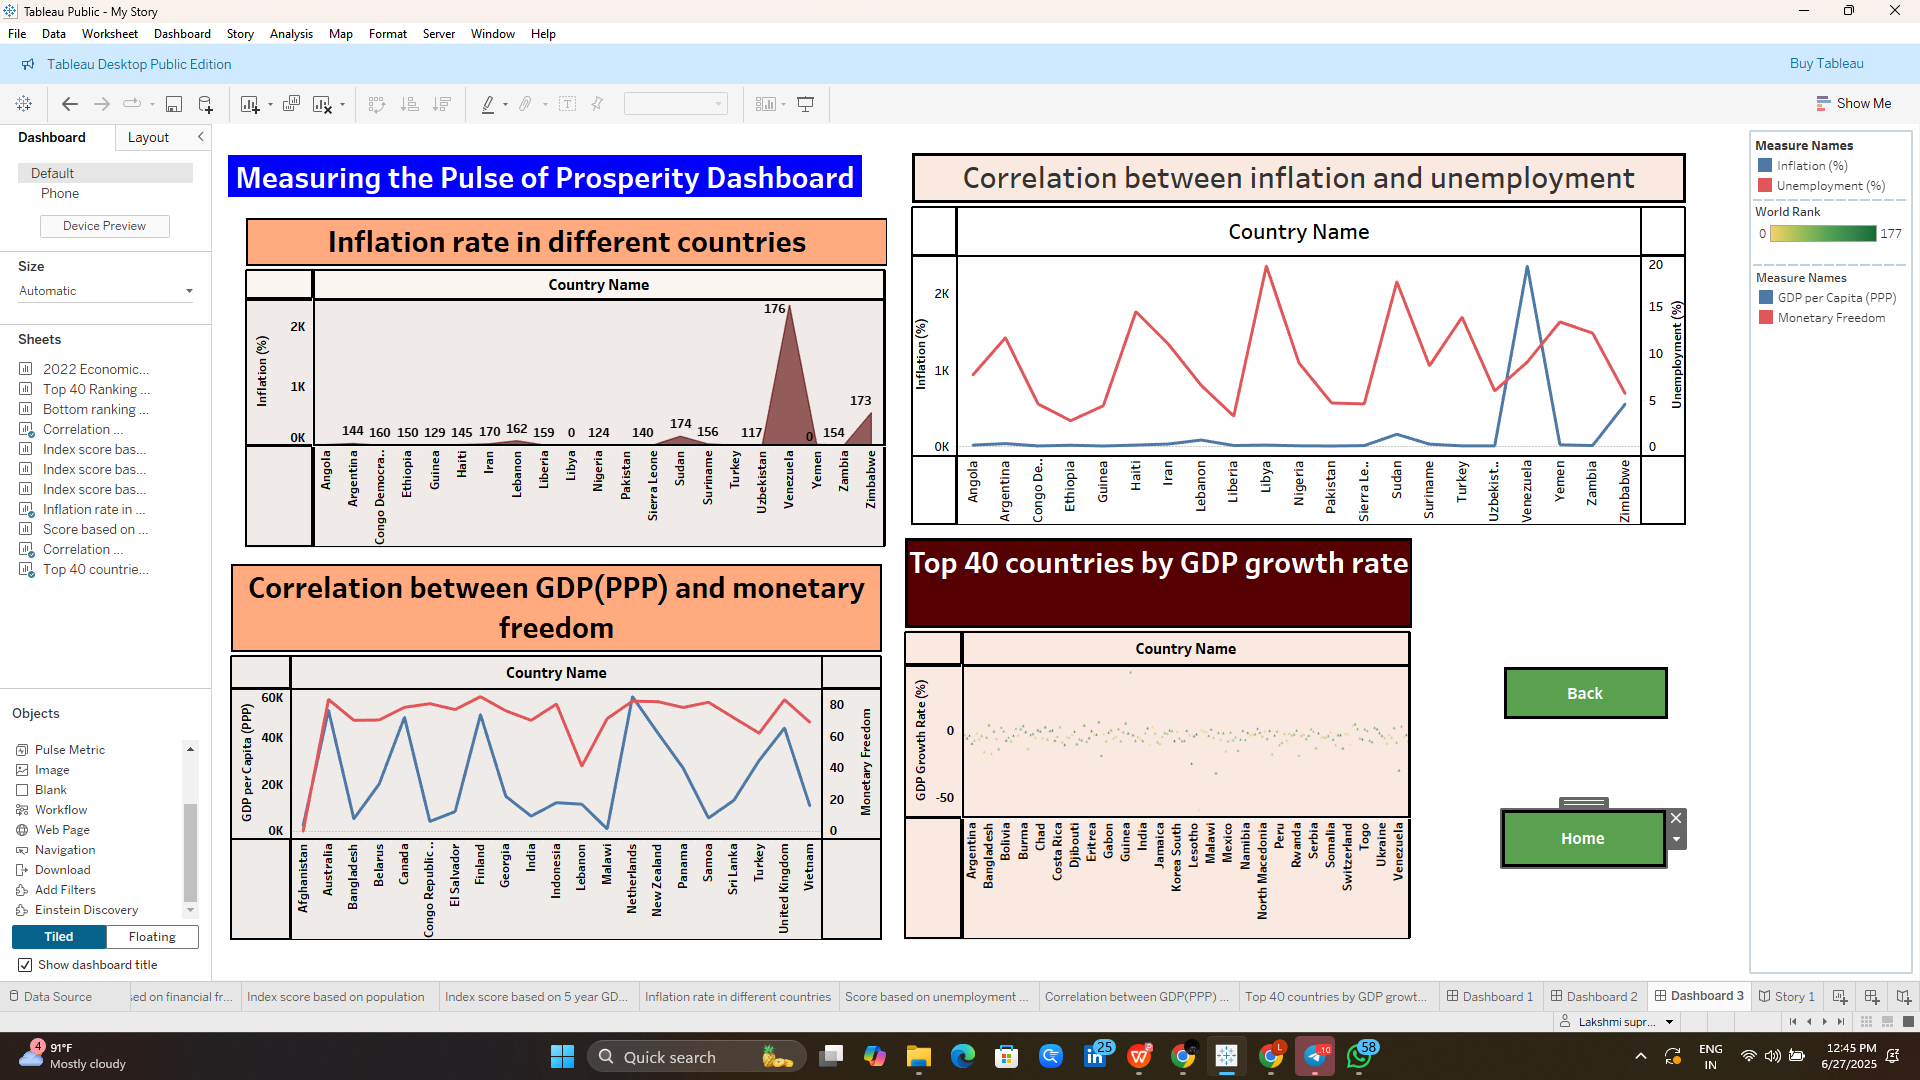 Tableau Public - My Story
File Data Worksheet Dashboard Story Analysis Map Format Server Window Help
Tableau Desktop Public Edition
Buy Tableau
Show Me
Dashboard Layout
Default
Phone
Device Preview
Size
Automatic
Sheets
2022 Economic...
Top 40 Ranking ...
Bottom ranking ...
Correlation ...
Index score bas...
Index score bas...
Index score bas...
Inflation rate in ...
Score based on ...
Correlation ...
Top 40 countrie...
Objects
Pulse Metric
Image
Blank
Workflow
Web Page
Navigation
Download
Add Filters
Einstein Discovery
Tiled Floating
Show dashboard title
Measuring the Pulse of Prosperity Dashboard
Inflation rate in different countries
Country Name
Inflation (%)
2K
1K
0K
144 160 150 129 145 170 162 159 0 124 140 174 156 117 176 0 154 173
Angola
Argentina
Congo Democra..
Ethiopia
Guinea
Haiti
Iran
Lebanon
Liberia
Libya
Nigeria
Pakistan
Sierra Leone
Sudan
Suriname
Turkey
Uzbekistan
Venezuela
Yemen
Zambia
Zimbabwe
Correlation between inflation and unemployment
Country Name
Inflation (%)
2K
1K
0K
20
15
10
5
0
Unemployment (%)
Angola
Argentina
Congo De..
Ethiopia
Guinea
Haiti
Iran
Lebanon
Liberia
Libya
Nigeria
Pakistan
Sierra Le..
Sudan
Suriname
Turkey
Uzbekist..
Venezuela
Yemen
Zambia
Zimbabwe
Correlation between GDP(PPP) and monetary
freedom
Country Name
GDP per Capita (PPP)
60K
40K
20K
0K
80
60
40
20
0
Monetary Freedom
Afghanistan
Australia
Bangladesh
Belarus
Canada
Congo Republic ..
El Salvador
Finland
Georgia
India
Indonesia
Lebanon
Malawi
Netherlands
New Zealand
Panama
Samoa
Sri Lanka
Turkey
United Kingdom
Vietnam
Top 40 countries by GDP growth rate
Country Name
GDP Growth Rate (%)
0
-50
Argentina
Bangladesh
Bolivia
Burma
Chad
Costa Rica
Djibouti
Eritrea
Gabon
Guinea
India
Jamaica
Korea South
Lesotho
Malawi
Mexico
Namibia
North Macedonia
Peru
Rwanda
Serbia
Somalia
Switzerland
Togo
Ukraine
Venezuela
Back
Home
Measure Names
Inflation (%)
Unemployment (%)
World Rank
0 177
Measure Names
GDP per Capita (PPP)
Monetary Freedom
Data Source
sed on financial fr...
Index score based on population
Index score based on 5 year GD...
Inflation rate in different countries
Score based on unemployment ...
Correlation between GDP(PPP) ...
Top 40 countries by GDP growt...
Dashboard 1
Dashboard 2
Dashboard 3
Story 1
Lakshmi supr...
4
91°F
Mostly cloudy
Quick search
25
L
.10
58
ENG
IN
12:45 PM
6/27/2025